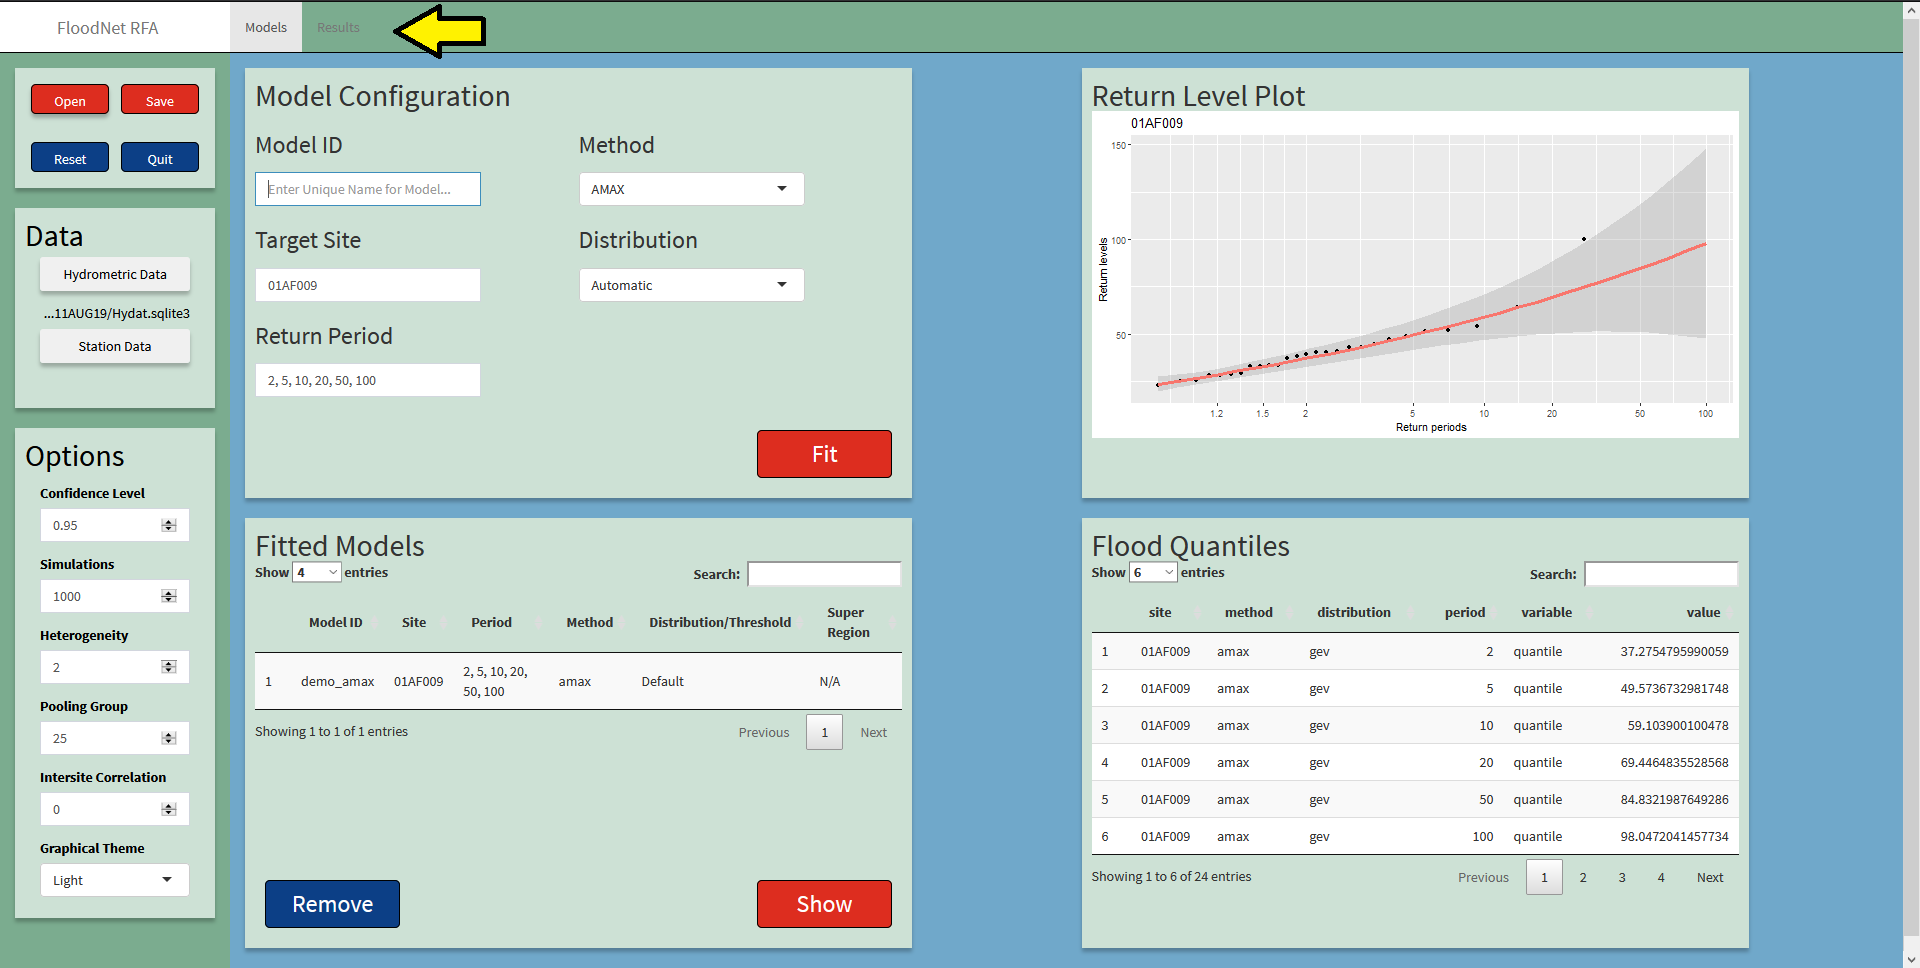 FloodNet RFA
Models
Results
Open
Save
Reset
Quit
Data
Hydrometric Data
...11AUG19/Hydat.sqlite3
Station Data
Options
Confidence Level
0.95
Simulations
1000
Heterogeneity
2
Pooling Group
25
Intersite Correlation
0
Graphical Theme
Light
Model Configuration
Model ID
Method
Enter Unique Name for Model...
AMAX
Target Site
Distribution
01AF009
Automatic
Return Period
2, 5, 10, 20, 50, 100
Fit
Return Level Plot
01AF009
150
100
50
Return levels
1.2 1.5 2 5 10 20 50 100
Return periods
Fitted Models
Show 4 entries
Search:
Model ID Site Period Method Distribution/Threshold Super
Region
1 demo_amax 01AF009 2, 5, 10, 20, amax Default N/A
50, 100
Showing 1 to 1 of 1 entries
Previous 1 Next
Remove
Show
Flood Quantiles
Show 6 entries
Search:
site method distribution period variable value
1 01AF009 amax gev 2 quantile 37.2754795990059
2 01AF009 amax gev 5 quantile 49.5736732981748
3 01AF009 amax gev 10 quantile 59.103900100478
4 01AF009 amax gev 20 quantile 69.4464835528568
5 01AF009 amax gev 50 quantile 84.8321987649286
6 01AF009 amax gev 100 quantile 98.0472041457734
Showing 1 to 6 of 24 entries
Previous 1 2 3 4 Next